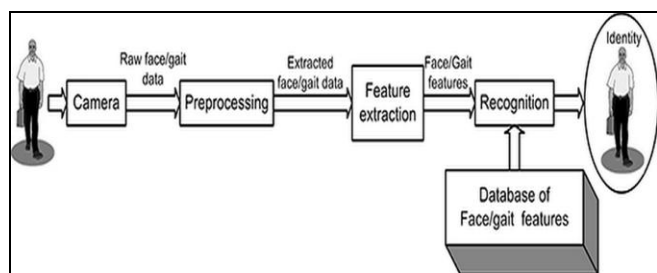 Raw face/gait
data
Extracted
face/gait data
Face/Gait
features
Identity
Camera
Preprocessing
Feature
extraction
Recognition
Database of
Face/gait features